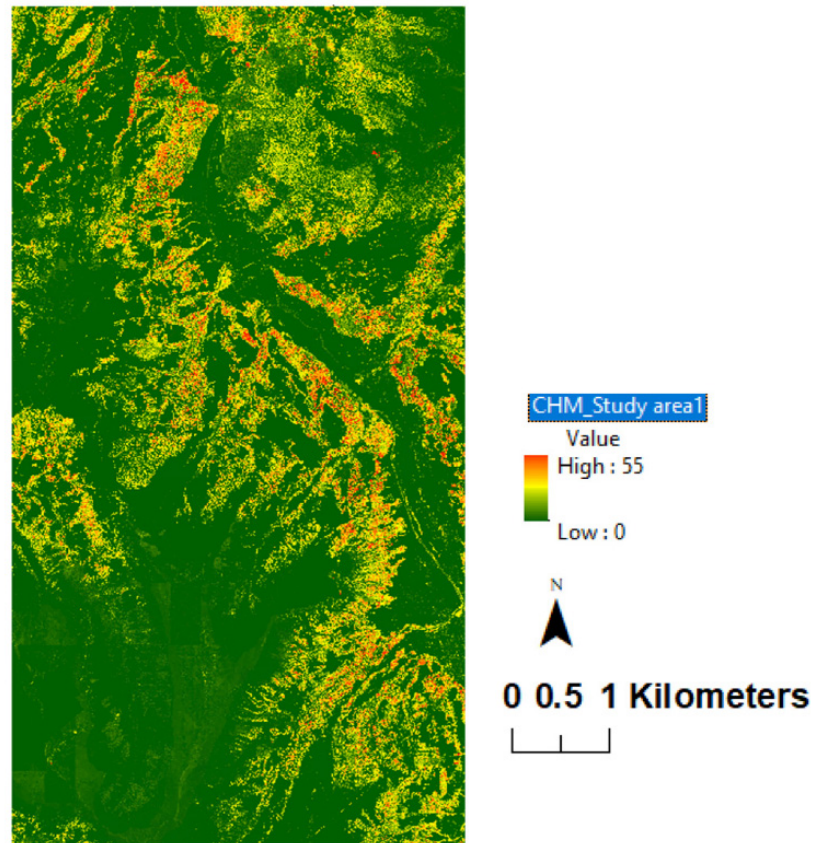 CHM_Study area1
Value
High : 55
Low : 0
N
0 0.5 1 Kilometers